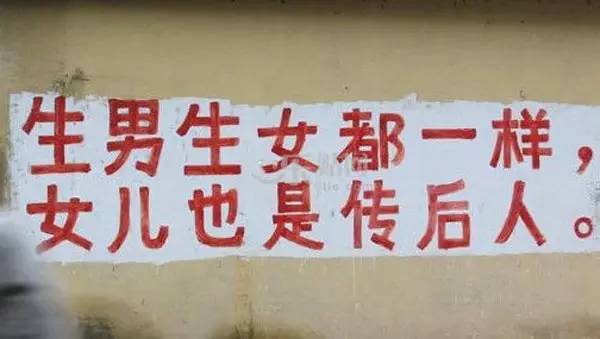 生男生女都一样，
女儿也是传后人。